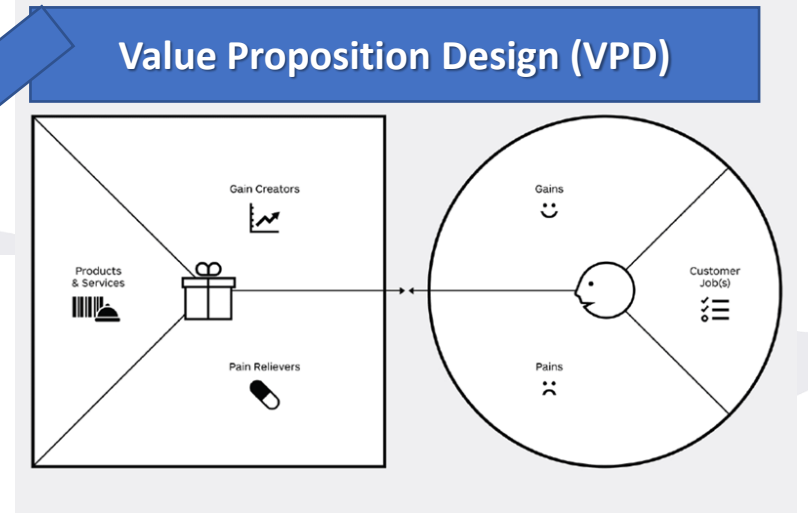 Value Proposition Design (VPD)
Gain Creators
Products
& Services
Pain Relievers
Gains
Customer
Job(s)
Pains